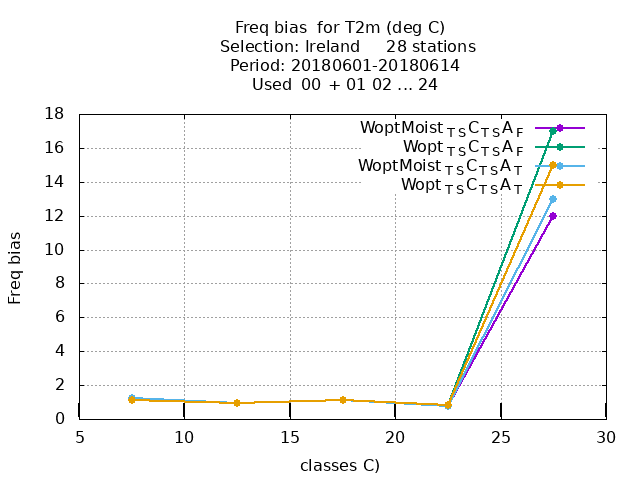 Freq bias  for T2m (deg C)
Selection: Ireland     28 stations
Period: 20180601-20180614
Used  00 + 01 02 ... 24
18
16
14
12
10
8
6
4
2
0
Freq bias
WoptMoist TS C TS A F
Wopt TS C TS A F
WoptMoist TS C TS A T
Wopt TS C TS A T
5 10 15 20 25 30
classes C)